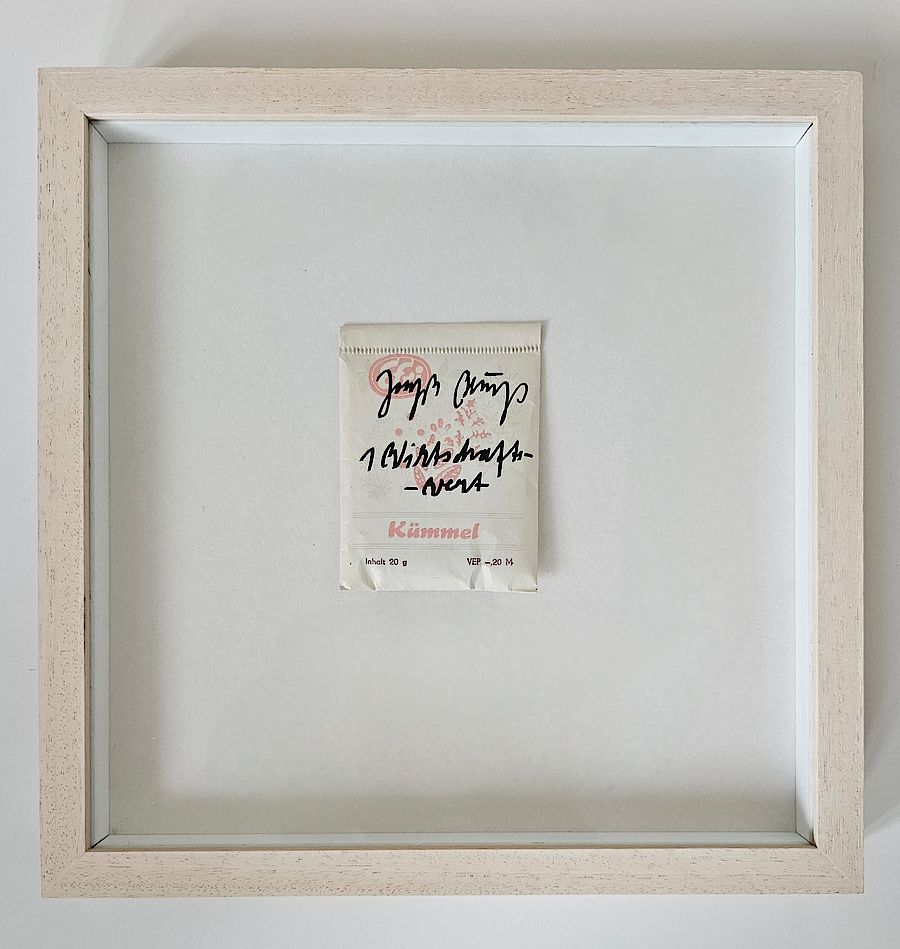 Joseph Beuys
1 Wirtschafts-
-wert
Kümmel
Inhalt 20 g VEP -,20 M